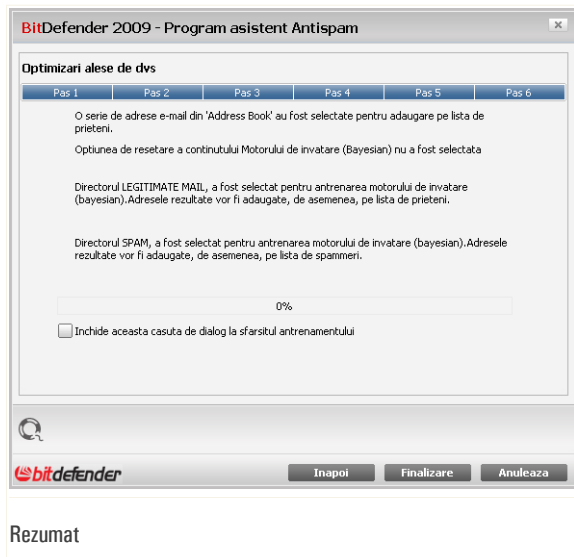 BitDefender 2009 - Program asistent Antispam
Optimizari alese de dvs
Pas 1 Pas 2 Pas 3 Pas 4 Pas 5 Pas 6
O serie de adrese e-mail din 'Address Book' au fost selectate pentru adaugare pe lista de
prieteni.
Optiunea de resetare a continutului Motorului de invatare (Bayesian) nu a fost selectata
Directorul LEGITIMATE MAIL, a fost selectat pentru antrenarea motorului de invatare
(bayesian).Adresele rezultate vor fi adaugate, de asemenea, pe lista de prieteni.
Directorul SPAM, a fost selectat pentru antrenarea motorului de invatare (bayesian).Adresele
rezultate vor fi adaugate, de asemenea, pe lista de spammeri.
0%
Inchide aceasta casuta de dialog la sfarsitul antrenamentului
bitdefender
Inapoi Finalizare Anuleaza
Rezumat